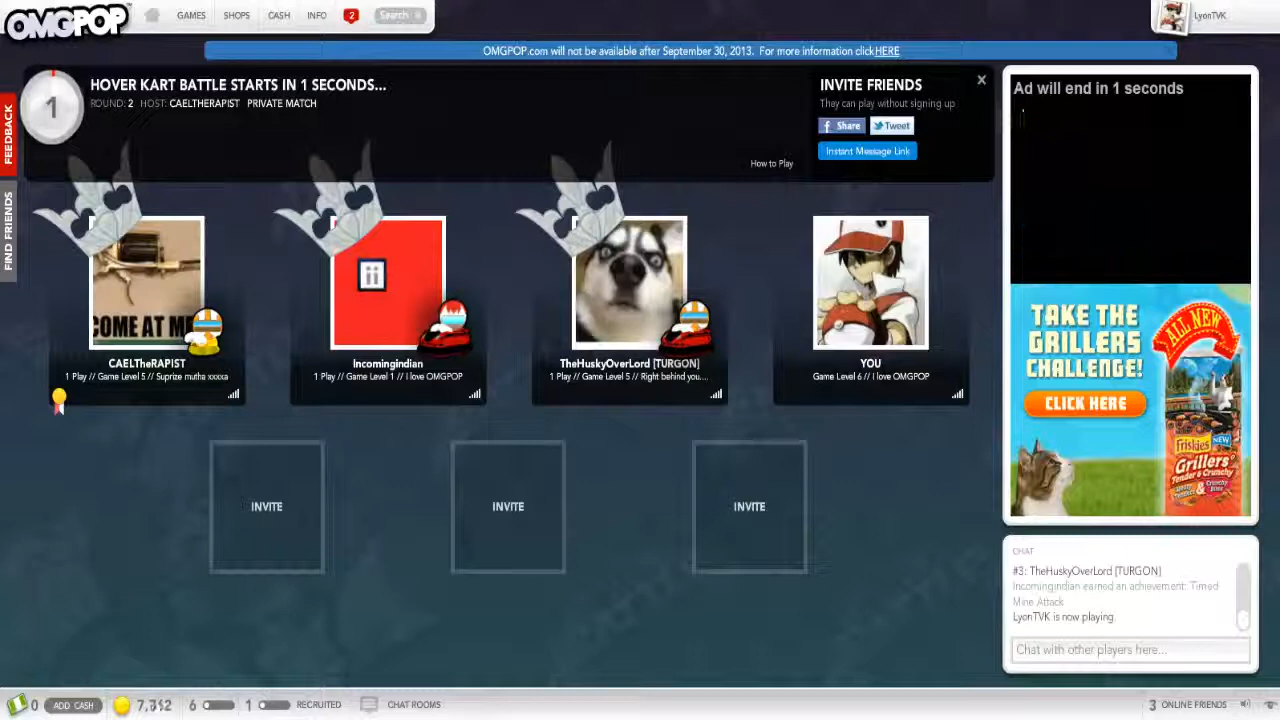 OMGPOP
GAMES
SHOPS
CASH
INFO
2
Search
LyonTVK
OMGPOP.com will not be available after September 30, 2013. For more information click HERE
FEEDBACK
FIND FRIENDS
1
HOVER KART BATTLE STARTS IN 1 SECONDS...
ROUND: 2 HOST: CAELTHERAPIST PRIVATE MATCH
How to Play
INVITE FRIENDS
They can play without signing up
Share
Tweet
Instant Message Link
Ad will end in 1 seconds
COME AT M
ii
CAELTheRAPIST
1 Play // Game Level 5 // Suprize mutha xxxxx
Incomingindian
1 Play // Game Level 1 // I love OMGPOP
TheHuskyOverLord [TURGON]
1 Play // Game Level 5 // Right behind you....
YOU
Game Level 6 // I love OMGPOP
INVITE
INVITE
INVITE
TAKE THE
GRILLERS
CHALLENGE!
CLICK HERE
ALL NEW
Friskies
NEW
Grillers'
Tender & Crunchy
CHAT
#3: TheHuskyOverLord [TURGON]
Incomingindian earned an achievement: Timed
Mine Attack
LyonTVK is now playing.
Chat with other players here...
0
ADD CASH
6
1
RECRUITED
CHAT ROOMS
3 ONLINE FRIENDS